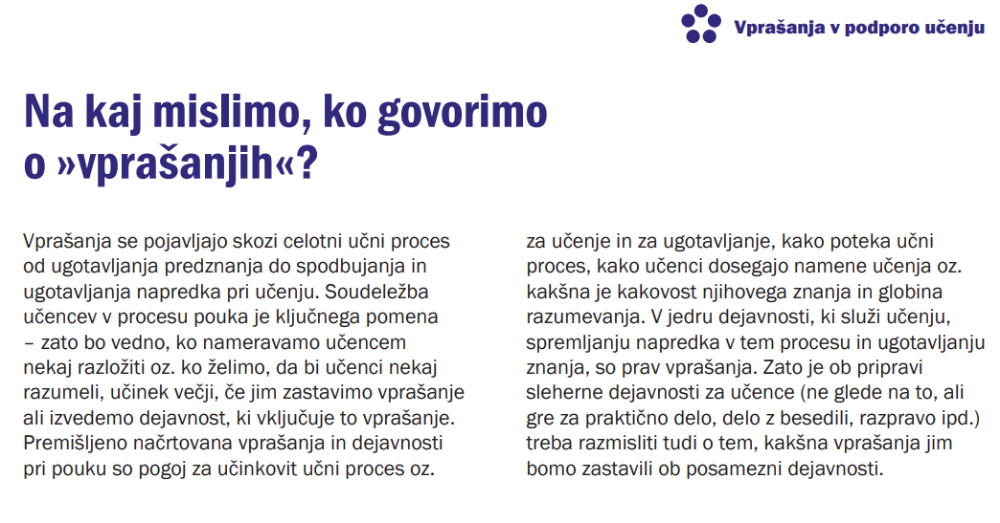 Vprašanja v podporo učenju
Na kaj mislimo, ko govorimo
o »vprašanjih«?
Vprašanja se pojavljajo skozi celotni učni proces
od ugotavljanja predznanja do spodbujanja in
ugotavljanja napredka pri učenju. Soudeležba
učencev v procesu pouka je ključnega pomena
– zato bo vedno, ko nameravamo učencem
nekaj razložiti oz. ko želimo, da bi učenci nekaj
razumeli, učinek večji, če jim zastavimo vprašanje
ali izvedemo dejavnost, ki vključuje to vprašanje.
Premišljeno načrtovana vprašanja in dejavnosti
pri pouku so pogoj za učinkovit učni proces oz.
za učenje in za ugotavljanje, kako poteka učni
proces, kako učenci dosegajo namene učenja oz.
kakšna je kakovost njihovega znanja in globina
razumevanja. V jedru dejavnosti, ki služi učenju,
spremljanju napredka v tem procesu in ugotavljanju
znanja, so prav vprašanja. Zato je ob pripravi
sleherne dejavnosti za učence (ne glede na to, ali
gre za praktično delo, delo z besedili, razpravo ipd.)
treba razmisliti tudi o tem, kakšna vprašanja jim
bomo zastavili ob posamezni dejavnosti.